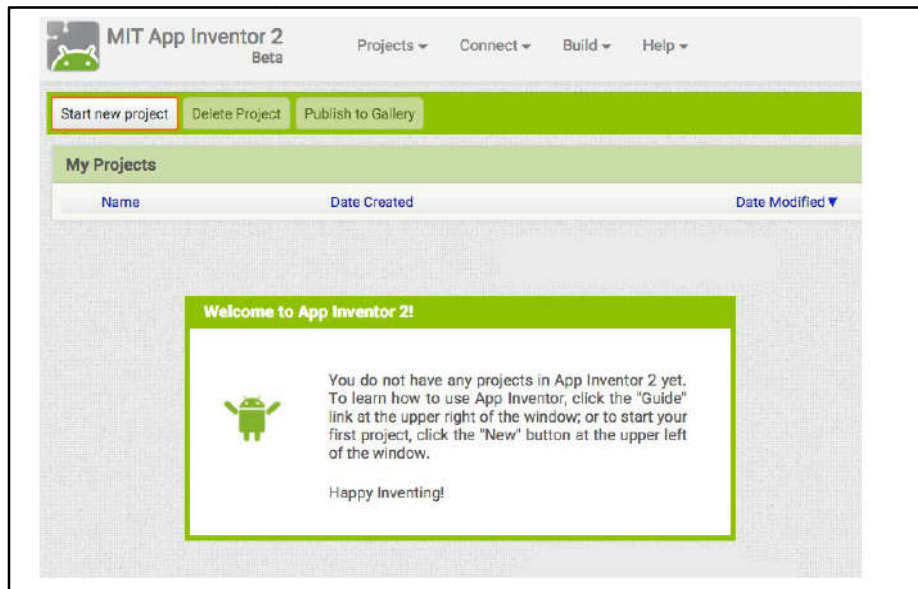 MIT App Inventor 2
Beta
Projects Connect Build Help
Start new project Delete Project Publish to Gallery
My Projects
Name Date Created Date Modified▼
Welcome to App Inventor 2!
You do not have any projects in App Inventor 2 yet.
To learn how to use App Inventor, click the "Guide"
link at the upper right of the window; or to start your
first project, click the "New" button at the upper left
of the window.
Happy Inventing!